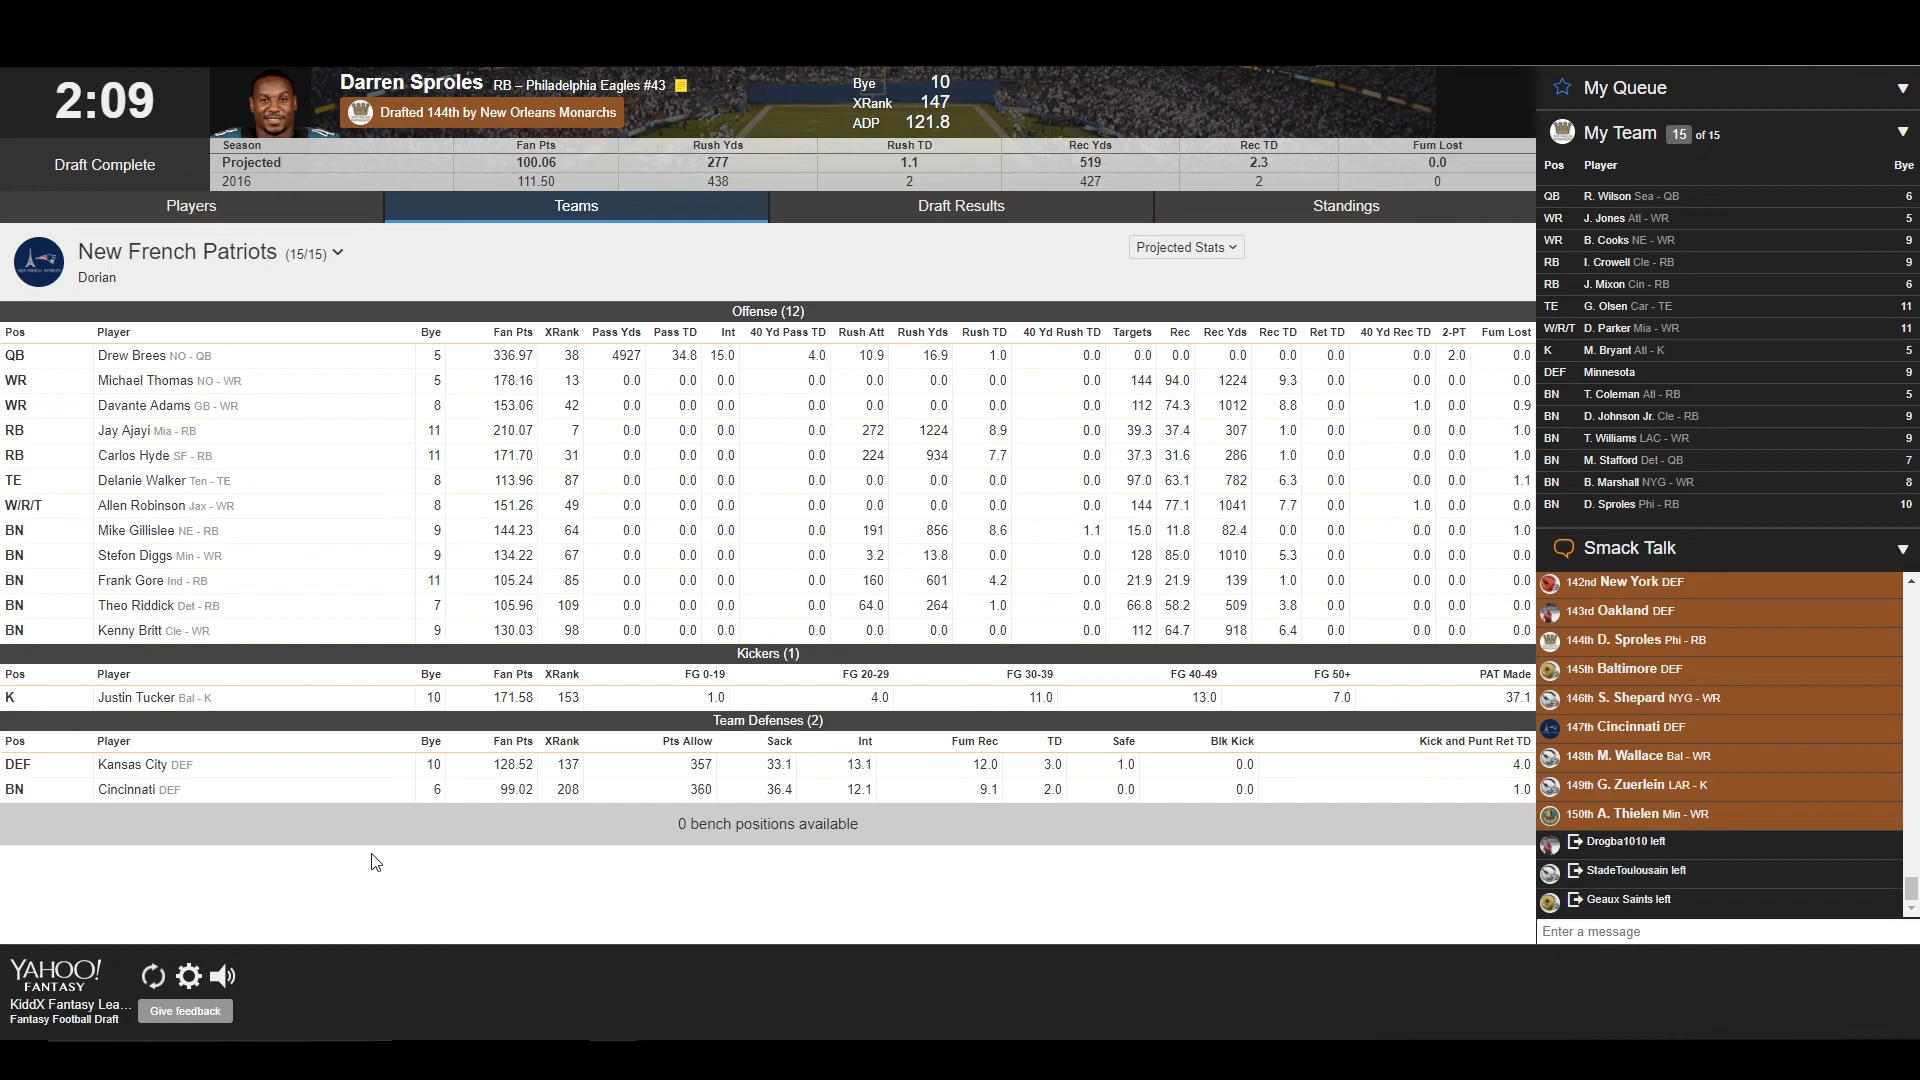 2:09
Draft Complete
Darren Sproles RB – Philadelphia Eagles #43
Drafted 144th by New Orleans Monarchs
Bye 10
XRank 147
ADP 121.8
Season Fan Pts Rush Yds Rush TD Rec Yds Rec TD Fum Lost
Projected 100.06 277 1.1 519 2.3 0.0
2016 111.50 438 2 427 2 0
Players Teams Draft Results Standings
New French Patriots (15/15)
Dorian
Projected Stats
Offense (12)
Pos Player Bye Fan Pts XRank Pass Yds Pass TD Int 40 Yd Pass TD Rush Att Rush Yds Rush TD 40 Yd Rush TD Targets Rec Rec Yds Rec TD Ret TD 40 Yd Rec TD 2-PT Fum Lost
QB Drew Brees NO - QB 5 336.97 38 4927 34.8 15.0 4.0 10.9 16.9 1.0 0.0 0.0 0.0 0.0 0.0 0.0 0.0 2.0 0.0
WR Michael Thomas NO - WR 5 178.16 13 0.0 0.0 0.0 0.0 0.0 0.0 0.0 0.0 144 94.0 1224 9.3 0.0 0.0 0.0 0.0
WR Davante Adams GB - WR 8 153.06 42 0.0 0.0 0.0 0.0 0.0 0.0 0.0 0.0 112 74.3 1012 8.8 0.0 1.0 0.0 0.9
RB Jay Ajayi Mia - RB 11 210.07 7 0.0 0.0 0.0 0.0 272 1224 8.9 0.0 39.3 37.4 307 1.0 0.0 0.0 0.0 1.0
RB Carlos Hyde SF - RB 11 171.70 31 0.0 0.0 0.0 0.0 224 934 7.7 0.0 37.3 31.6 286 1.0 0.0 0.0 0.0 1.0
TE Delanie Walker Ten - TE 8 113.96 87 0.0 0.0 0.0 0.0 0.0 0.0 0.0 0.0 97.0 63.1 782 6.3 0.0 0.0 0.0 1.1
W/R/T Allen Robinson Jax - WR 8 151.26 49 0.0 0.0 0.0 0.0 0.0 0.0 0.0 0.0 144 77.1 1041 7.7 0.0 1.0 0.0 0.0
BN Mike Gillislee NE - RB 9 144.23 64 0.0 0.0 0.0 0.0 191 856 8.6 1.1 15.0 11.8 82.4 0.0 0.0 0.0 0.0 1.0
BN Stefon Diggs Min - WR 9 134.22 67 0.0 0.0 0.0 0.0 3.2 13.8 0.0 0.0 128 85.0 1010 5.3 0.0 0.0 0.0 0.0
BN Frank Gore Ind - RB 11 105.24 85 0.0 0.0 0.0 0.0 160 601 4.2 0.0 21.9 21.9 139 1.0 0.0 0.0 0.0 0.0
BN Theo Riddick Det - RB 7 105.96 109 0.0 0.0 0.0 0.0 64.0 264 1.0 0.0 66.8 58.2 509 3.8 0.0 0.0 0.0 0.0
BN Kenny Britt Cle - WR 9 130.03 98 0.0 0.0 0.0 0.0 0.0 0.0 0.0 0.0 112 64.7 918 6.4 0.0 0.0 0.0 0.0
Kickers (1)
Pos Player Bye Fan Pts XRank FG 0-19 FG 20-29 FG 30-39 FG 40-49 FG 50+ PAT Made
K Justin Tucker Bal - K 10 171.58 153 1.0 4.0 11.0 13.0 7.0 37.1
Team Defenses (2)
Pos Player Bye Fan Pts XRank Pts Allow Sack Int Fum Rec TD Safe Blk Kick Kick and Punt Ret TD
DEF Kansas City DEF 10 128.52 137 357 33.1 13.1 12.0 3.0 1.0 0.0 4.0
BN Cincinnati DEF 6 99.02 208 360 36.4 12.1 9.1 2.0 0.0 0.0 1.0
0 bench positions available
YAHOO!
FANTASY
KiddX Fantasy Lea...
Fantasy Football Draft
Give feedback
My Queue
My Team 15 of 15
Pos Player Bye
QB R. Wilson Sea - QB 6
WR J. Jones Atl - WR 5
WR B. Cooks NE - WR 9
RB I. Crowell Cle - RB 9
RB J. Mixon Cin - RB 6
TE G. Olsen Car - TE 11
W/R/T D. Parker Mia - WR 11
K M. Bryant Atl - K 5
DEF Minnesota 9
BN T. Coleman Atl - RB 5
BN D. Johnson Jr. Cle - RB 9
BN T. Williams LAC - WR 9
BN M. Stafford Det - QB 7
BN B. Marshall NYG - WR 8
BN D. Sproles Phi - RB 10
Smack Talk
142nd New York DEF
143rd Oakland DEF
144th D. Sproles Phi - RB
145th Baltimore DEF
146th S. Shepard NYG - WR
147th Cincinnati DEF
148th M. Wallace Bal - WR
149th G. Zuerlein LAR - K
150th A. Thielen Min - WR
Drogba1010 left
StadeToulousain left
Geaux Saints left
Enter a message